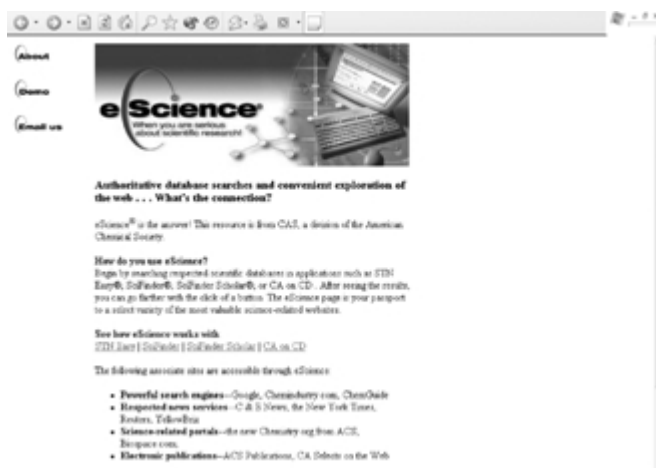 About
Demo
Email us
eScience®
When you are serious
about scientific research!
Authoritative database searches and convenient exploration of
the web . . . What's the connection?
eScience® is the answer! This resource is from CAS, a division of the American
Chemical Society.
How do you use eScience?
Begin by searching respected scientific databases in applications such as STN
Easy®, SciFinder®, SciFinder Scholar®, or CA on CD . After seeing the results,
you can go farther with the click of a button. The eScience page is your passport
to a select variety of the most valuable science-related websites.
See how eScience works with
STN Easy | SciFinder | SciFinder Scholar | CA on CD
The following associate sites are accessible through eScience
• Powerful search engines--Google, Chemindustry.com, ChemGuide
• Respected news services--C & E News, the New York Times,
Reuters, YellowBrix
• Science-related portals--the new Chemistry.org from ACS,
Biospace.com,
• Electronic publications--ACS Publications, CA Selects on the Web